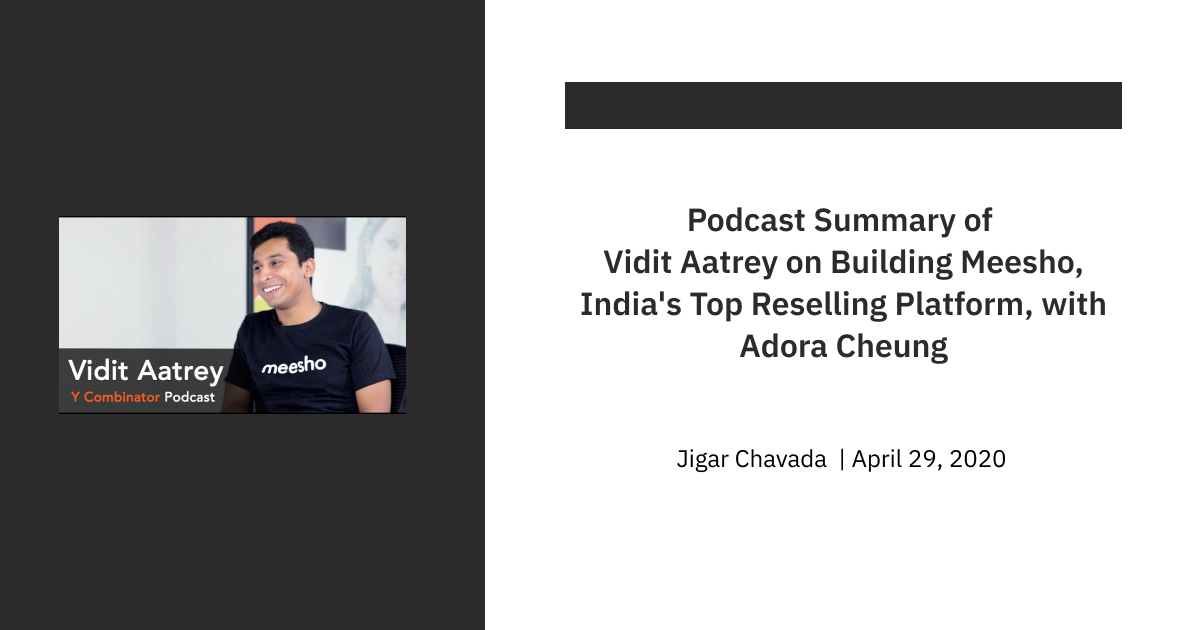 Vidit Aatrey
Y Combinator Podcast
meesho
Podcast Summary of
Vidit Aatrey on Building Meesho,
India's Top Reselling Platform, with
Adora Cheung
Jigar Chavada | April 29, 2020